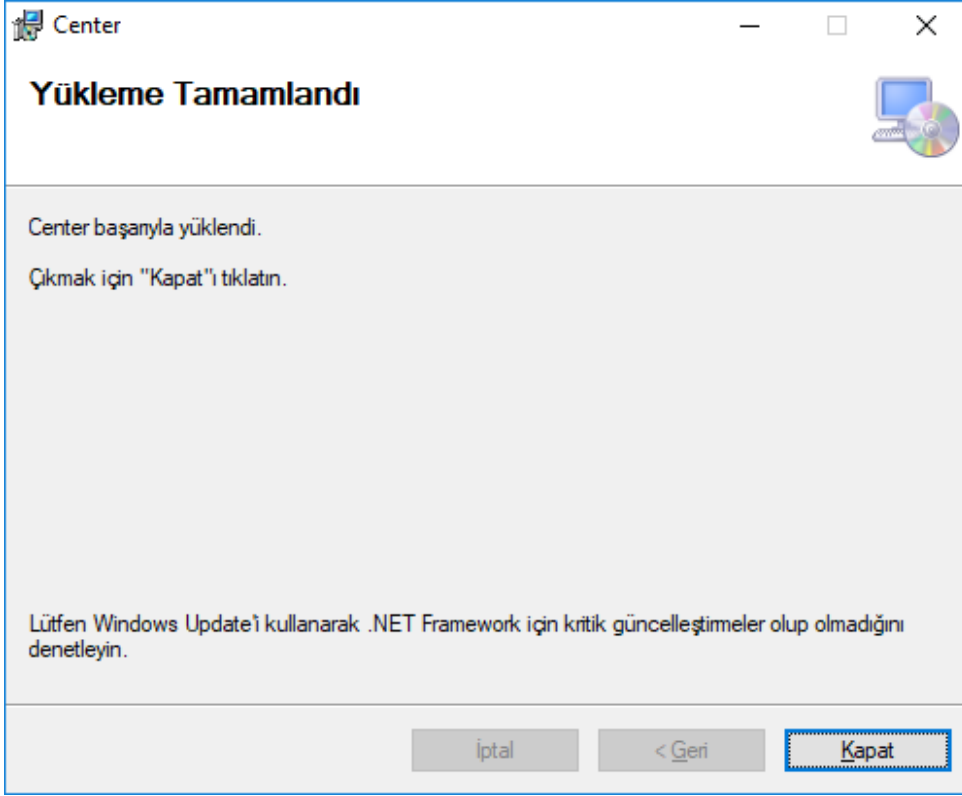 Center
Yükleme Tamamlandı
Center başarıyla yüklendi.
Çıkmak için "Kapat"ı tıklatın.
Lütfen Windows Update'i kullanarak .NET Framework için kritik güncelleştirmeler olup olmadığını
denetleyin.
İptal
< Geri
Kapat